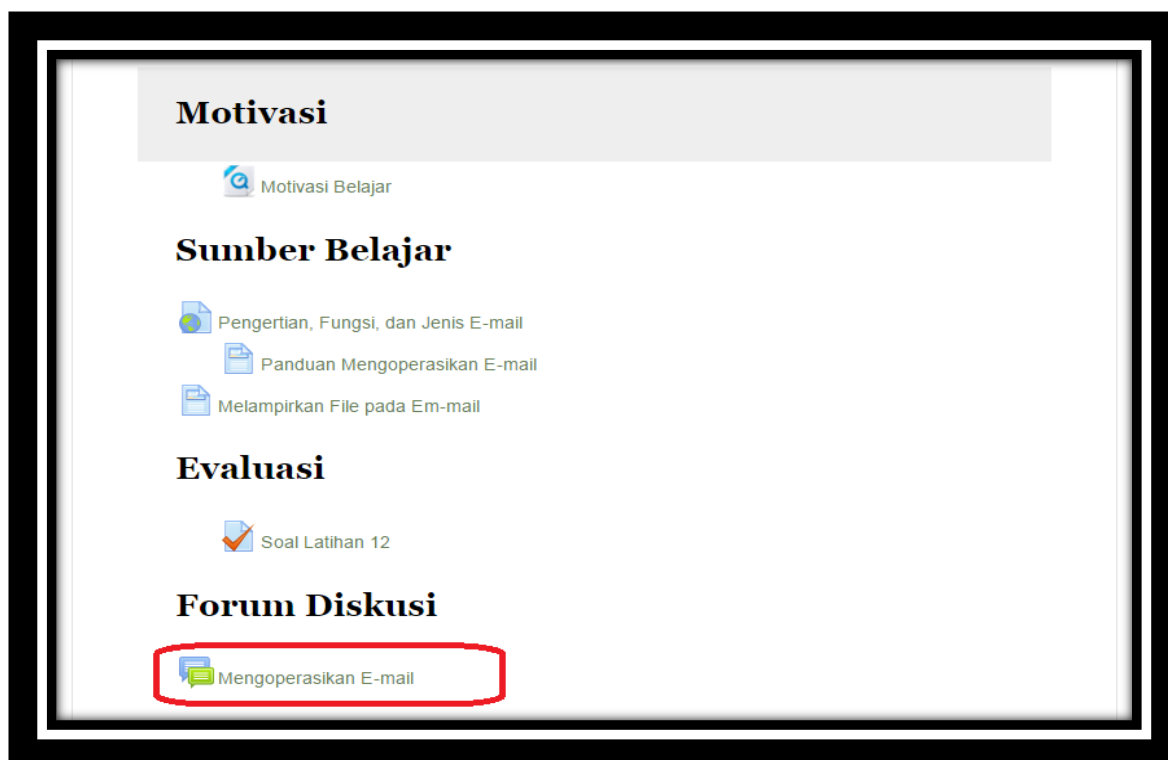 Motivasi
Motivasi Belajar
Sumber Belajar
Pengertian, Fungsi, dan Jenis E-mail
Panduan Mengoperasikan E-mail
Melampirkan File pada Em-mail
Evaluasi
Soal Latihan 12
Forum Diskusi
Mengoperasikan E-mail